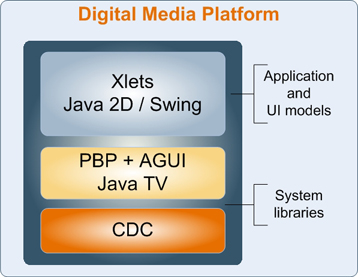 Digital Media Platform
Xlets
Java 2D / Swing
Application
and
UI models
PBP + AGUI
Java TV
System
libraries
CDC